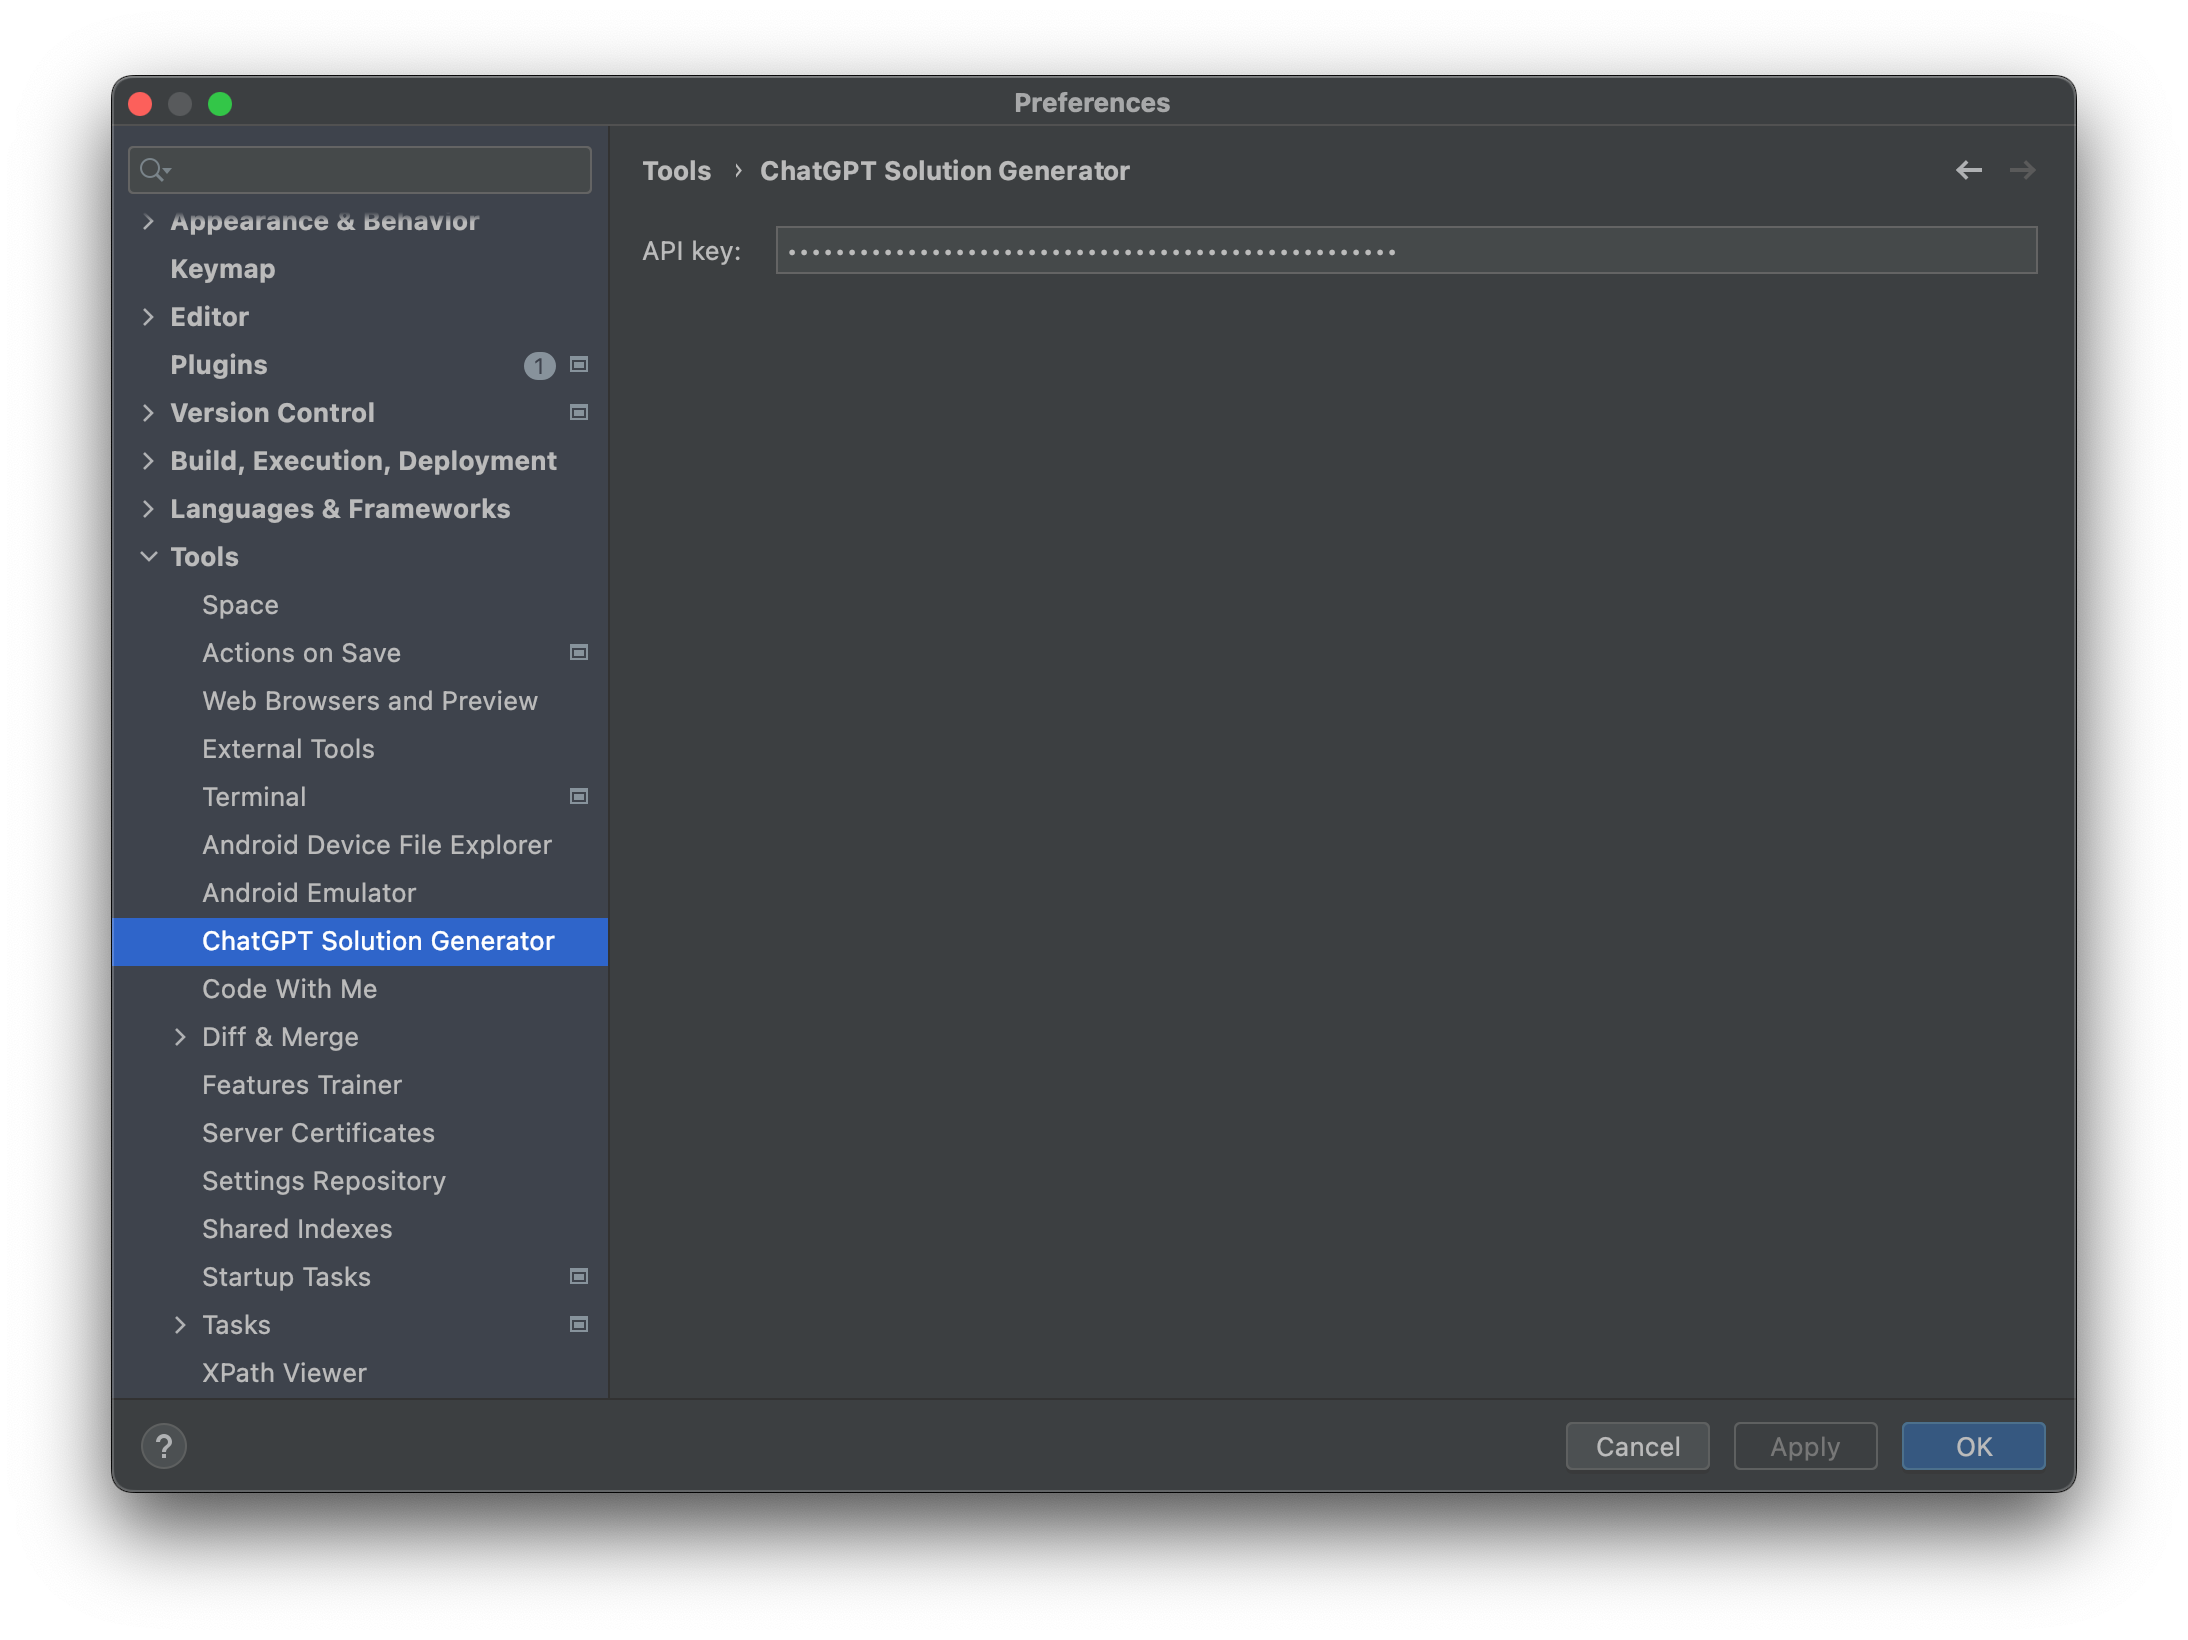 Preferences
Appearance & Behavior
Keymap
Editor
Plugins 1
Version Control
Build, Execution, Deployment
Languages & Frameworks
Tools
Space
Actions on Save
Web Browsers and Preview
External Tools
Terminal
Android Device File Explorer
Android Emulator
ChatGPT Solution Generator
Code With Me
Diff & Merge
Features Trainer
Server Certificates
Settings Repository
Shared Indexes
Startup Tasks
Tasks
XPath Viewer
Tools › ChatGPT Solution Generator
API key: •••••••••••••••••••••••••••••••••••••••••••••••••••
?
Cancel
Apply
OK